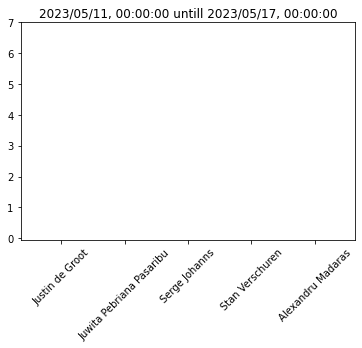 2023/05/11, 00:00:00 untill 2023/05/17, 00:00:00
7
6
5
4
3
2
1
0
Justin de Groot
Juwita Pebriana Pasaribu
Serge Johanns
Stan Verschuren
Alexandru Madaras